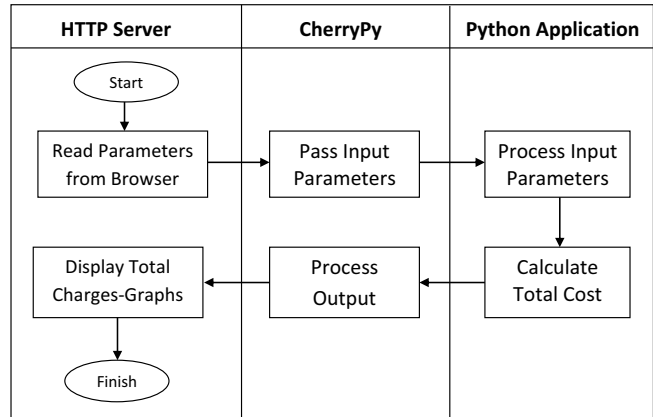 HTTP Server
CherryPy
Python Application
Start
Read Parameters
from Browser
Pass Input
Parameters
Process Input
Parameters
Display Total
Charges-Graphs
Process
Output
Calculate
Total Cost
Finish